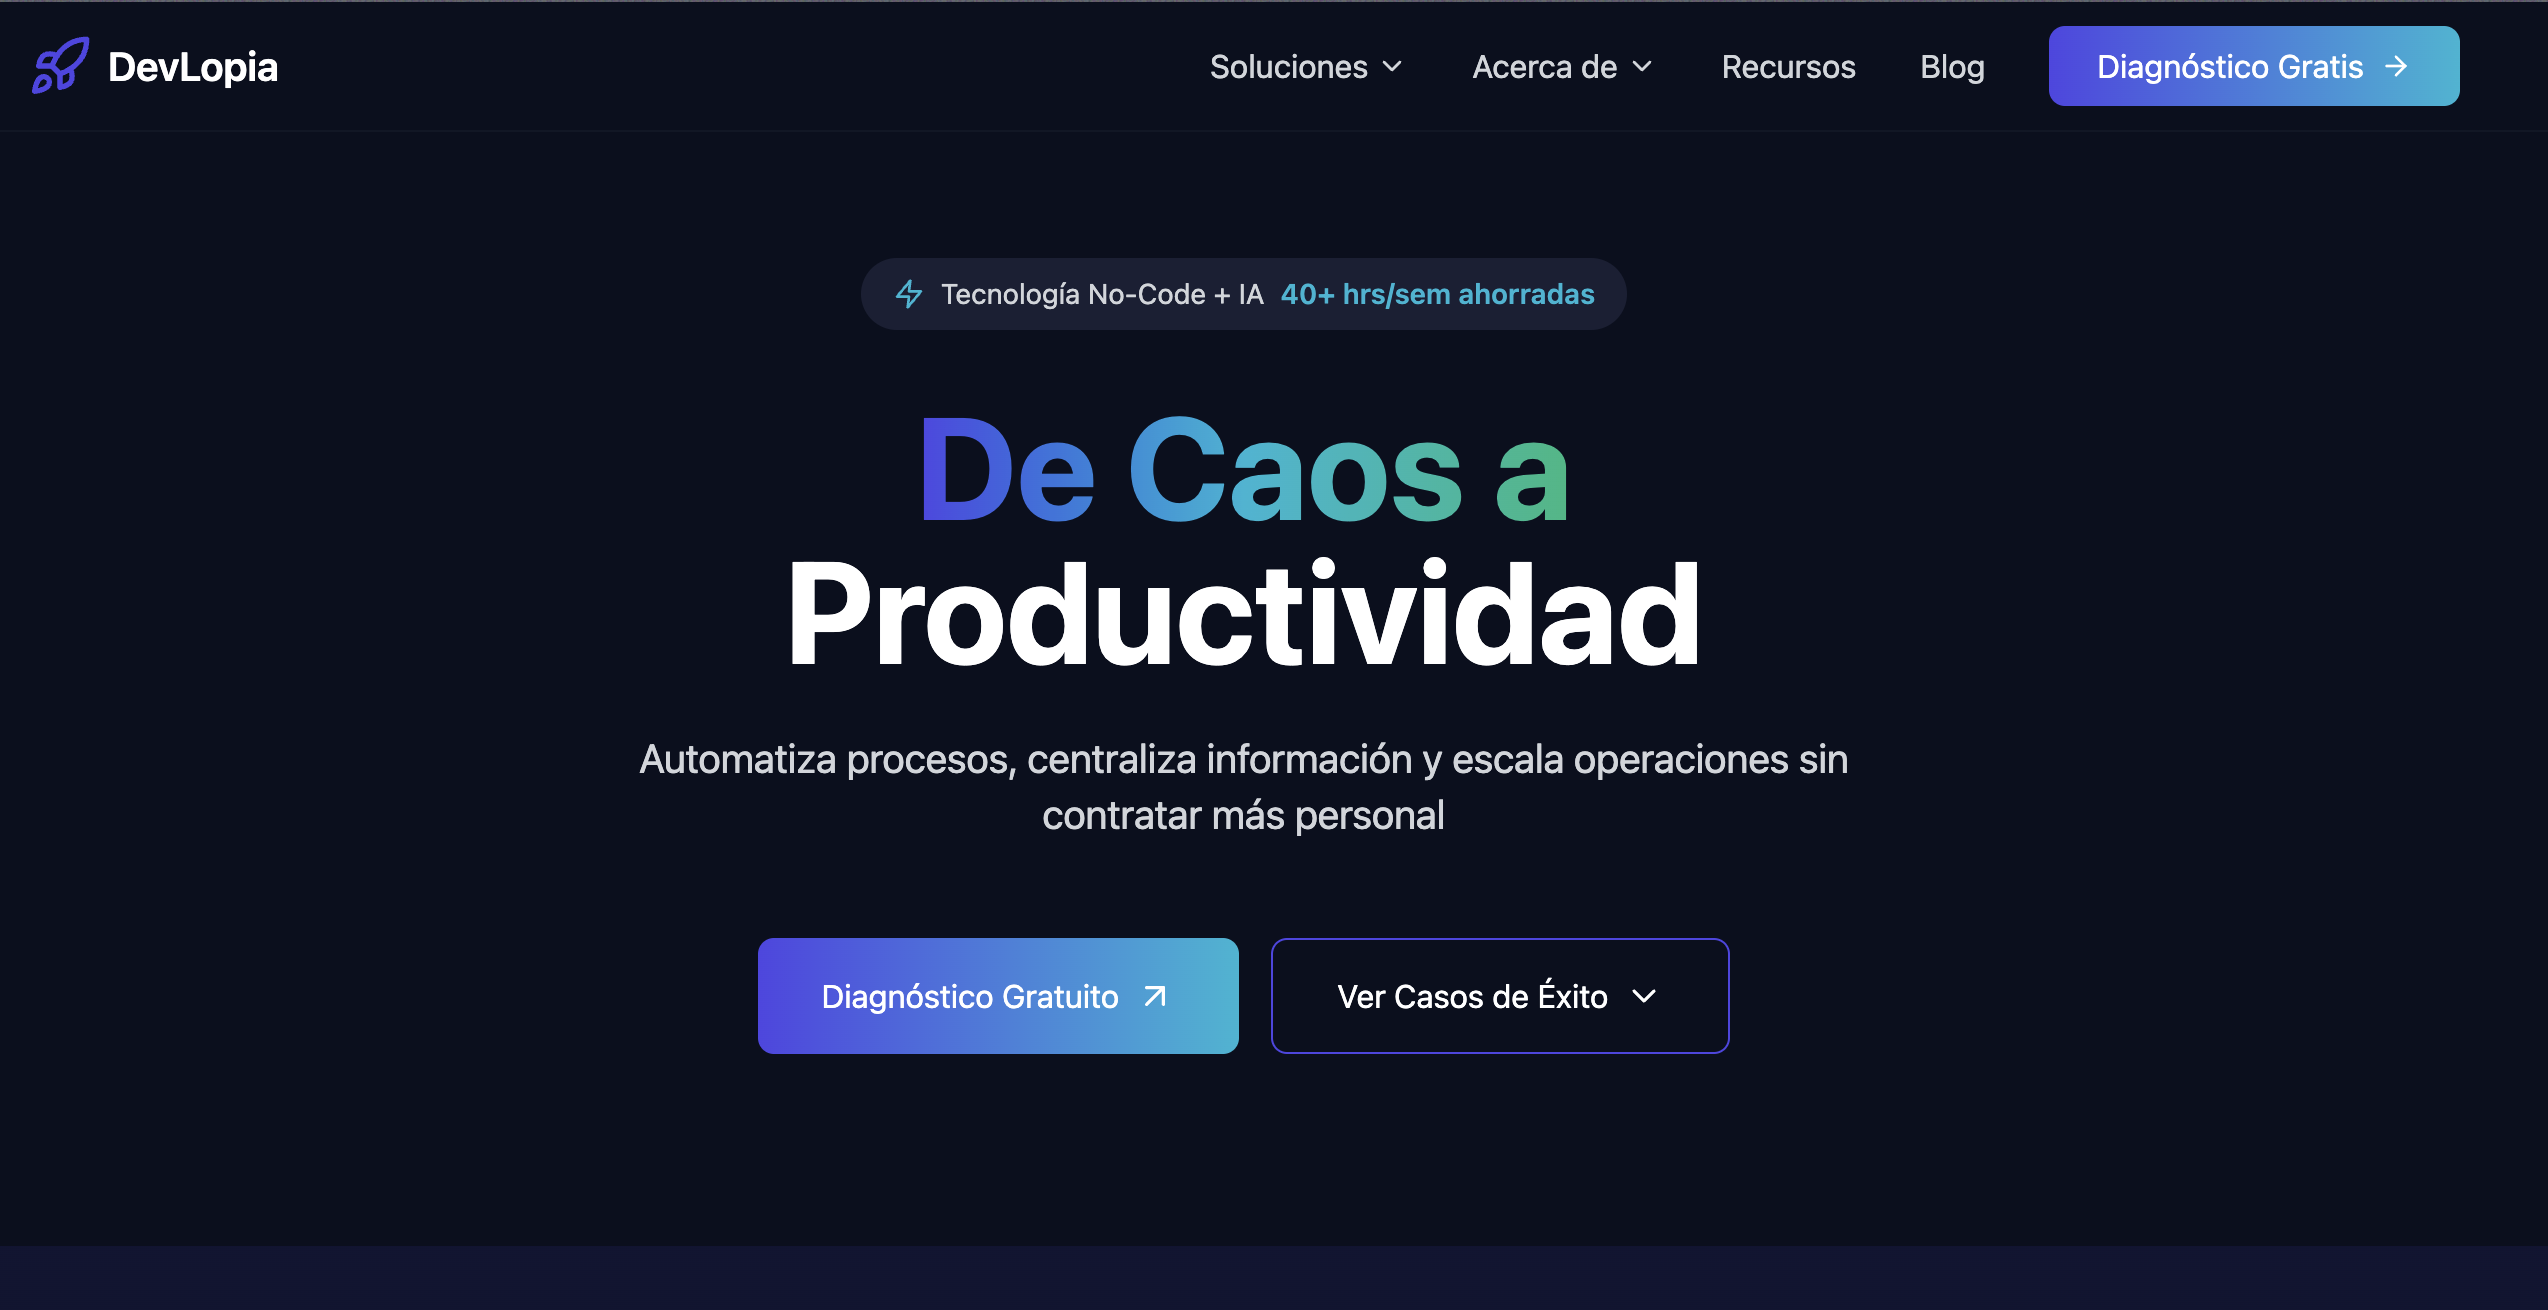 DevLopia
Soluciones
Acerca de
Recursos
Blog
Diagnóstico Gratis
Tecnología No-Code + IA 40+ hrs/sem ahorradas
De Caos a
Productividad
Automatiza procesos, centraliza información y escala operaciones sin
contratar más personal
Diagnóstico Gratuito
Ver Casos de Éxito